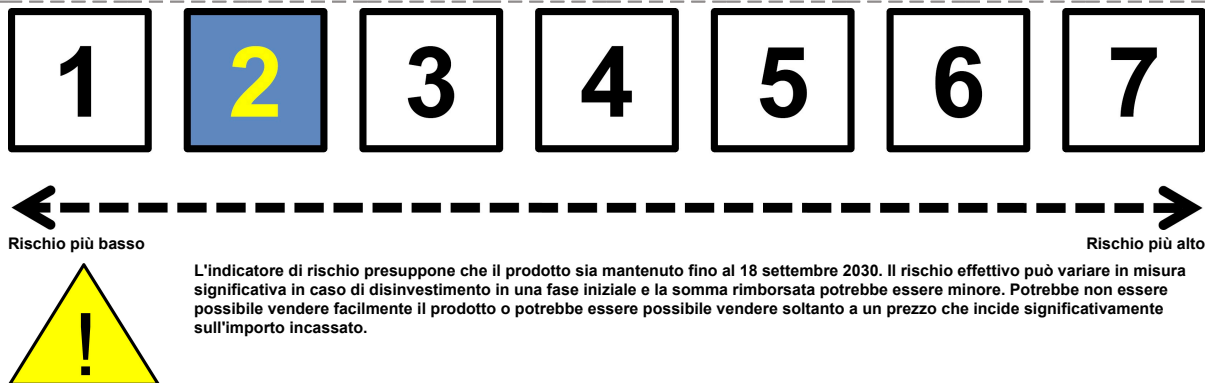 1 2 3 4 5 6 7
Rischio più basso Rischio più alto
L'indicatore di rischio presuppone che il prodotto sia mantenuto fino al 18 settembre 2030. Il rischio effettivo può variare in misura
significativa in caso di disinvestimento in una fase iniziale e la somma rimborsata potrebbe essere minore. Potrebbe non essere
possibile vendere facilmente il prodotto o potrebbe essere possibile vendere soltanto a un prezzo che incide significativamente
sull'importo incassato.
!